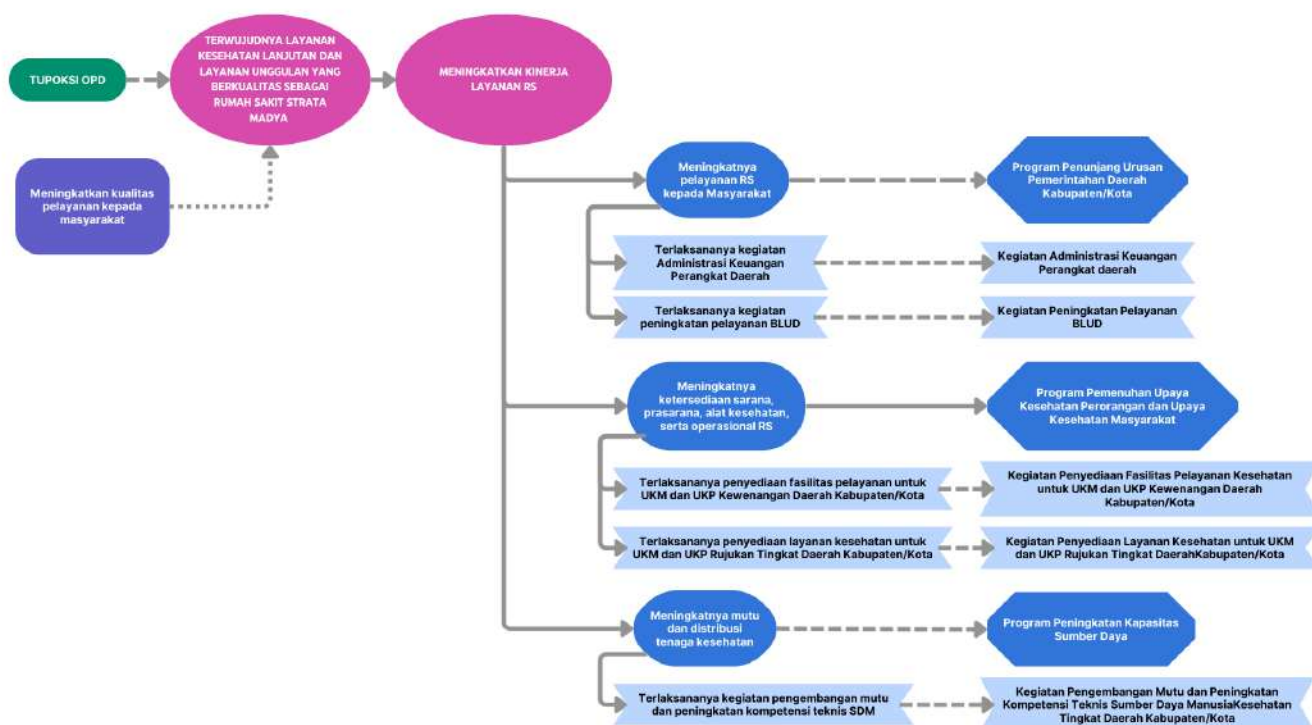 TUPOKSI OPD
TERWUJUDNYA LAYANAN
KESEHATAN LANJUTAN DAN
LAYANAN UNGGULAN YANG
BERKUALITAS SEBAGAI
RUMAH SAKIT STRATA
MADYA
MENINGKATKAN KINERJA
LAYANAN RS
Meningkatkan kualitas
pelayanan kepada
masyarakat
Meningkatnya
pelayanan RS
kepada Masyarakat
Program Penunjang Urusan
Pemerintahan Daerah
Kabupaten/Kota
Terlaksananya kegiatan
Administrasi Keuangan
Perangkat Daerah
Kegiatan Administrasi Keuangan
Perangkat daerah
Terlaksananya kegiatan
peningkatan pelayanan BLUD
Kegiatan Peningkatan Pelayanan
BLUD
Meningkatnya
ketersediaan sarana,
prasarana, alat kesehatan,
serta operasional RS
Program Pemenuhan Upaya
Kesehatan Perorangan dan Upaya
Kesehatan Masyarakat
Terlaksananya penyediaan fasilitas pelayanan untuk
UKM dan UKP Kewenangan Daerah Kabupaten/Kota
Kegiatan Penyediaan Fasilitas Pelayanan Kesehatan
untuk UKM dan UKP Kewenangan Daerah
Kabupaten/Kota
Terlaksananya penyediaan layanan kesehatan untuk
UKM dan UKP Rujukan Tingkat Daerah Kabupaten/Kota
Kegiatan Penyediaan Layanan Kesehatan untuk UKM
dan UKP Rujukan Tingkat DaerahKabupaten/Kota
Meningkatnya mutu
dan distribusi
tenaga kesehatan
Program Peningkatan Kapasitas
Sumber Daya
Terlaksananya kegiatan pengembangan mutu
dan peningkatan kompetensi teknis SDM
Kegiatan Pengembangan Mutu dan Peningkatan
Kompetensi Teknis Sumber Daya ManusiaKesehatan
Tingkat Daerah Kabupaten/Kota